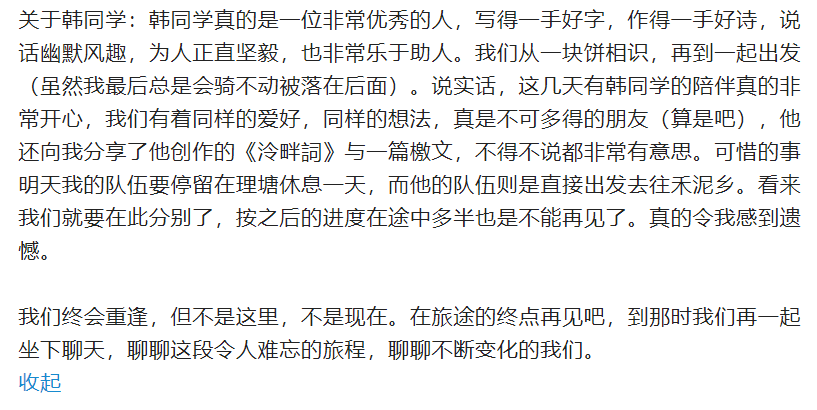 关于韩同学：韩同学真的是一位非常优秀的人，写得一手好字，作得一手好诗，说
话幽默风趣，为人正直坚毅，也非常乐于助人。我们从一块饼相识，再到一起出发
（虽然我最后总是会骑不动被落在后面）。说实话，这几天有韩同学的陪伴真的非
常开心，我们有着同样的爱好，同样的想法，真是不可多得的朋友（算是吧），他
还向我分享了他创作的《泠畔詞》与一篇檄文，不得不说都非常有意思。可惜的事
明天我的队伍要停留在理塘休息一天，而他的队伍则是直接出发去往禾泥乡。看来
我们就要在此分别了，按之后的进度在途中多半也是不能再见了。真的令我感到遗
憾。
我们终会重逢，但不是这里，不是现在。在旅途的终点再见吧，到那时我们再一起
坐下聊天，聊聊这段令人难忘的旅程，聊聊不断变化的我们。
收起